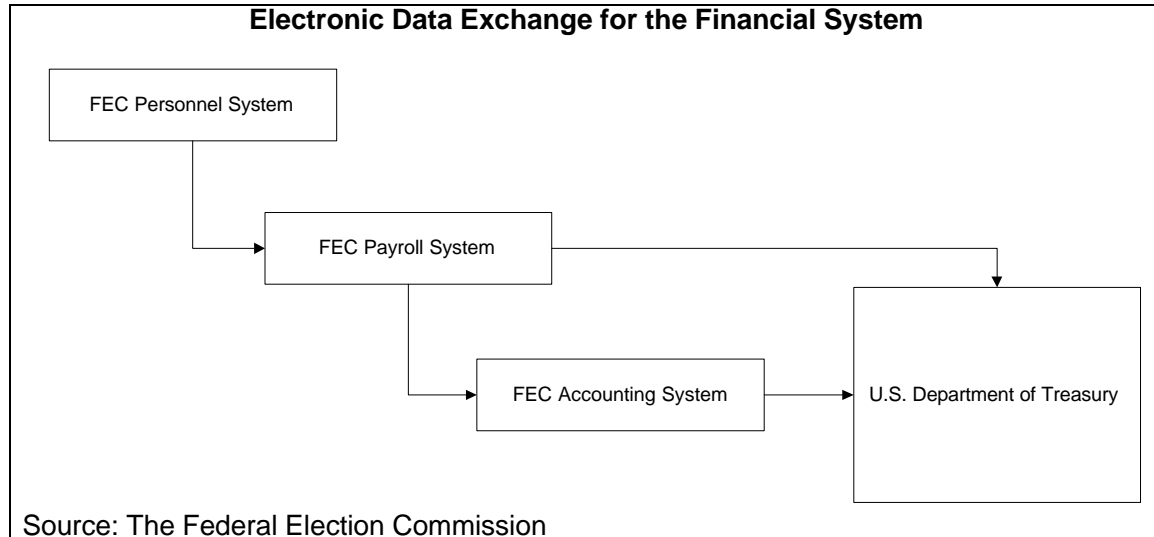 Electronic Data Exchange for the Financial System
FEC Personnel System
FEC Payroll System
FEC Accounting System
U.S. Department of Treasury
Source: The Federal Election Commission